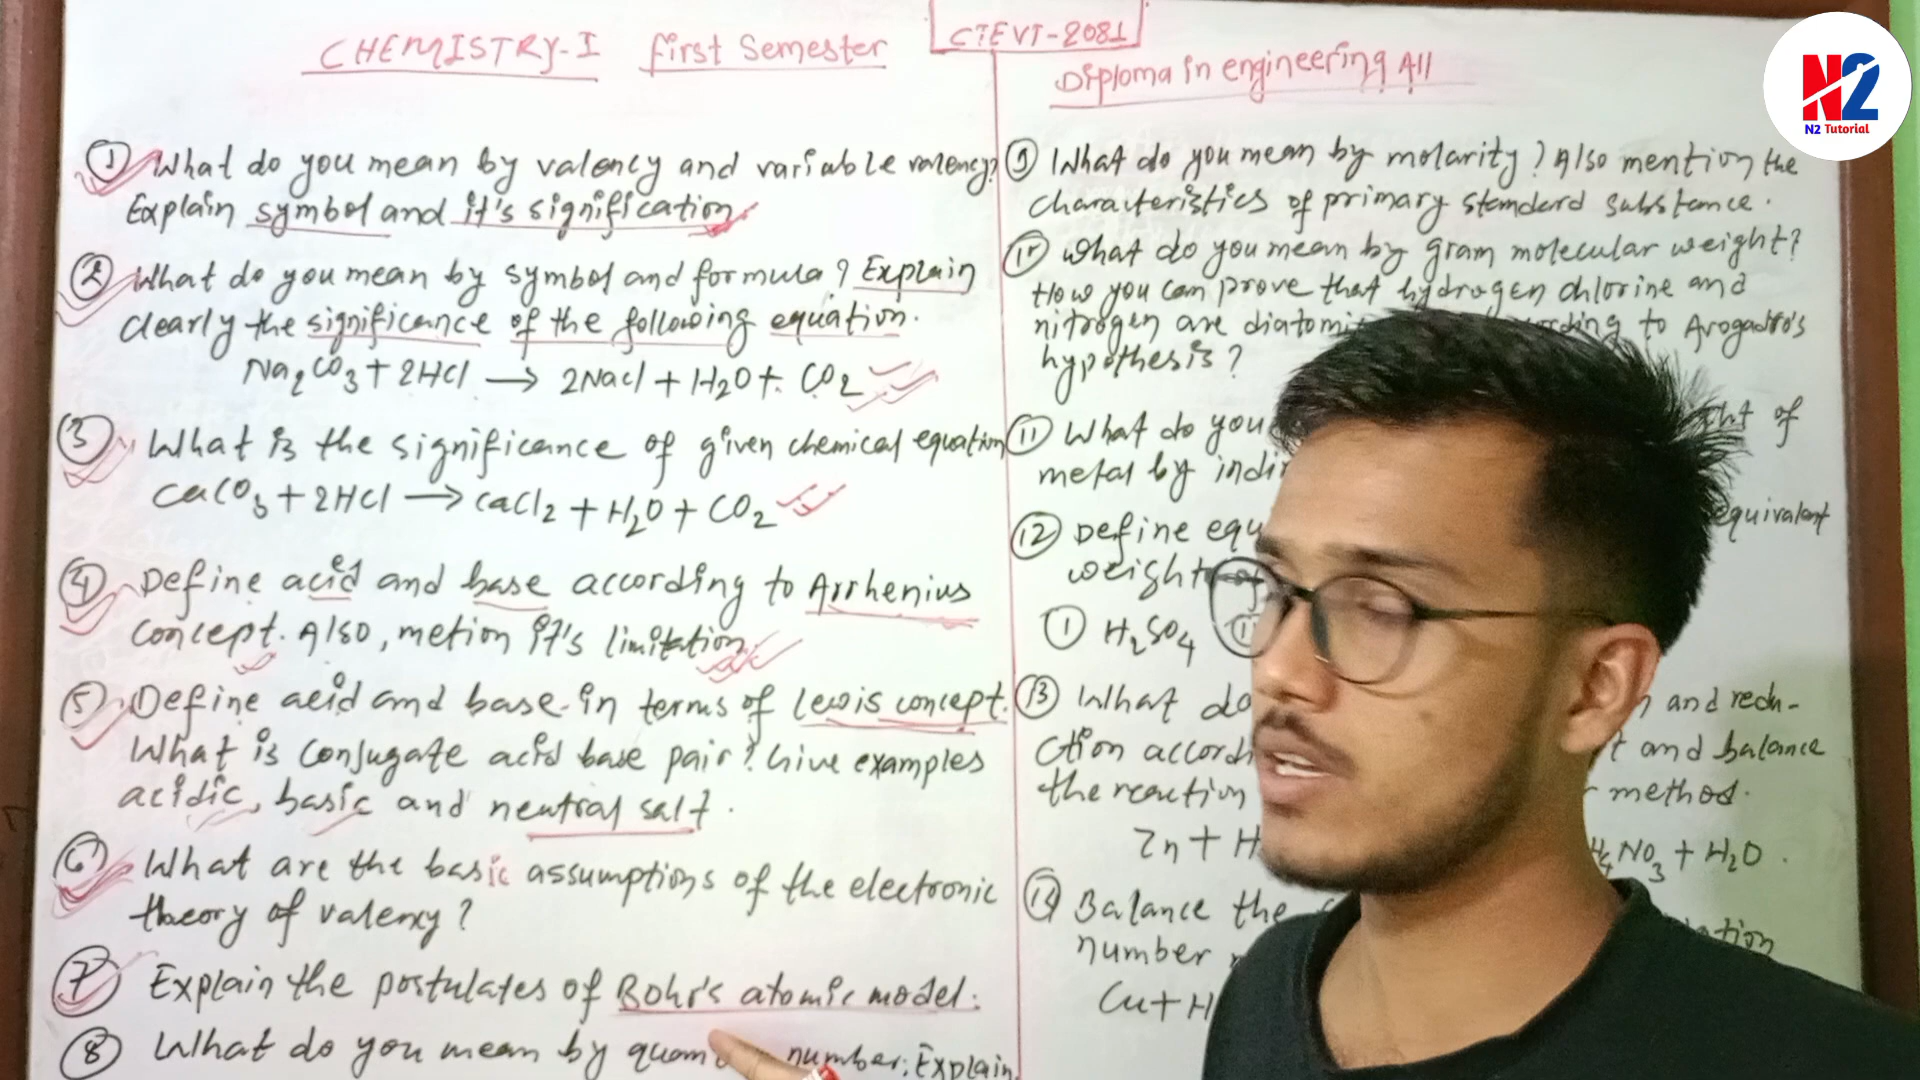 CHEMISTRY-I first Semester
CTEVT-2081
Diploma in engineering All
N2
N2 Tutorial
① What do you mean by valency and variable valency?
Explain symbol and it's signification.
② What do you mean by symbol and formula? Explain
clearly the significance of the following equation.
Na2CO3 + 2HCl → 2NaCl + H2O + CO2
③ What is the significance of given chemical equation
CaCO3 + 2HCl → CaCl2 + H2O + CO2
④ Define acid and base according to Arrhenius
Concept. Also, metion it's limitation.
⑤ Define acid and base in terms of lewis concept.
What is Conjugate acid base pair? Give examples
acidic, basic and neutral salt.
⑥ What are the basic assumptions of the electronic
theory of valency?
⑦ Explain the postulates of Bohr's atomic model.
⑧ What do you mean by number. Explain
⑨ What do you mean by molarity? Also mention the
characteristics of primary standard substance.
What do you mean by gram molecular weight?
How you can prove that hydrogen chlorine and
nitrogen are to Avogadro's
hypothesis?
⑪ What do you of
metal by
⑫ Define equivalent
weight
① H2SO4
⑬ What do and redu-
ction and balance
the reaction method.
Zn + H NO3 + H2O.
Balance the
number
Cu + H